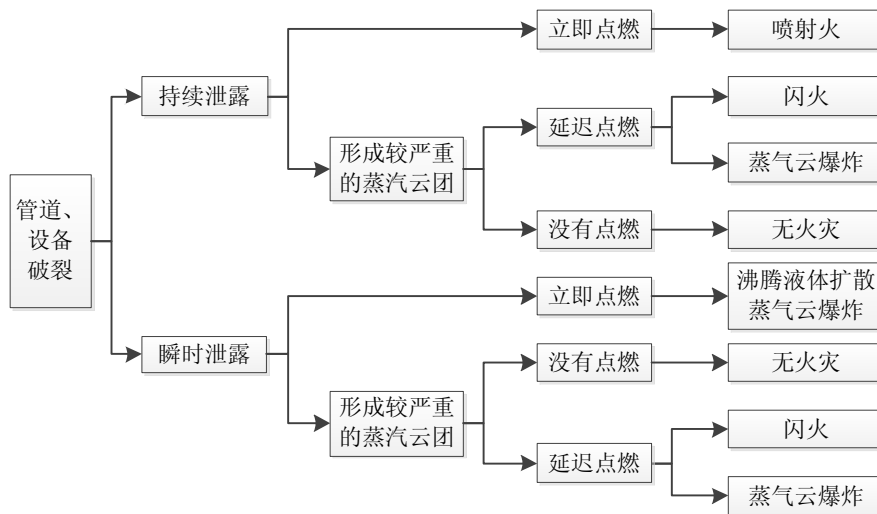 立即点燃
喷射火
持续泄露
闪火
延迟点燃
形成较严重
的蒸汽云团
蒸气云爆炸
管道、
设备
破裂
没有点燃
无火灾
立即点燃
沸腾液体扩散
蒸气云爆炸
瞬时泄露
没有点燃
无火灾
形成较严重
的蒸汽云团
闪火
延迟点燃
蒸气云爆炸